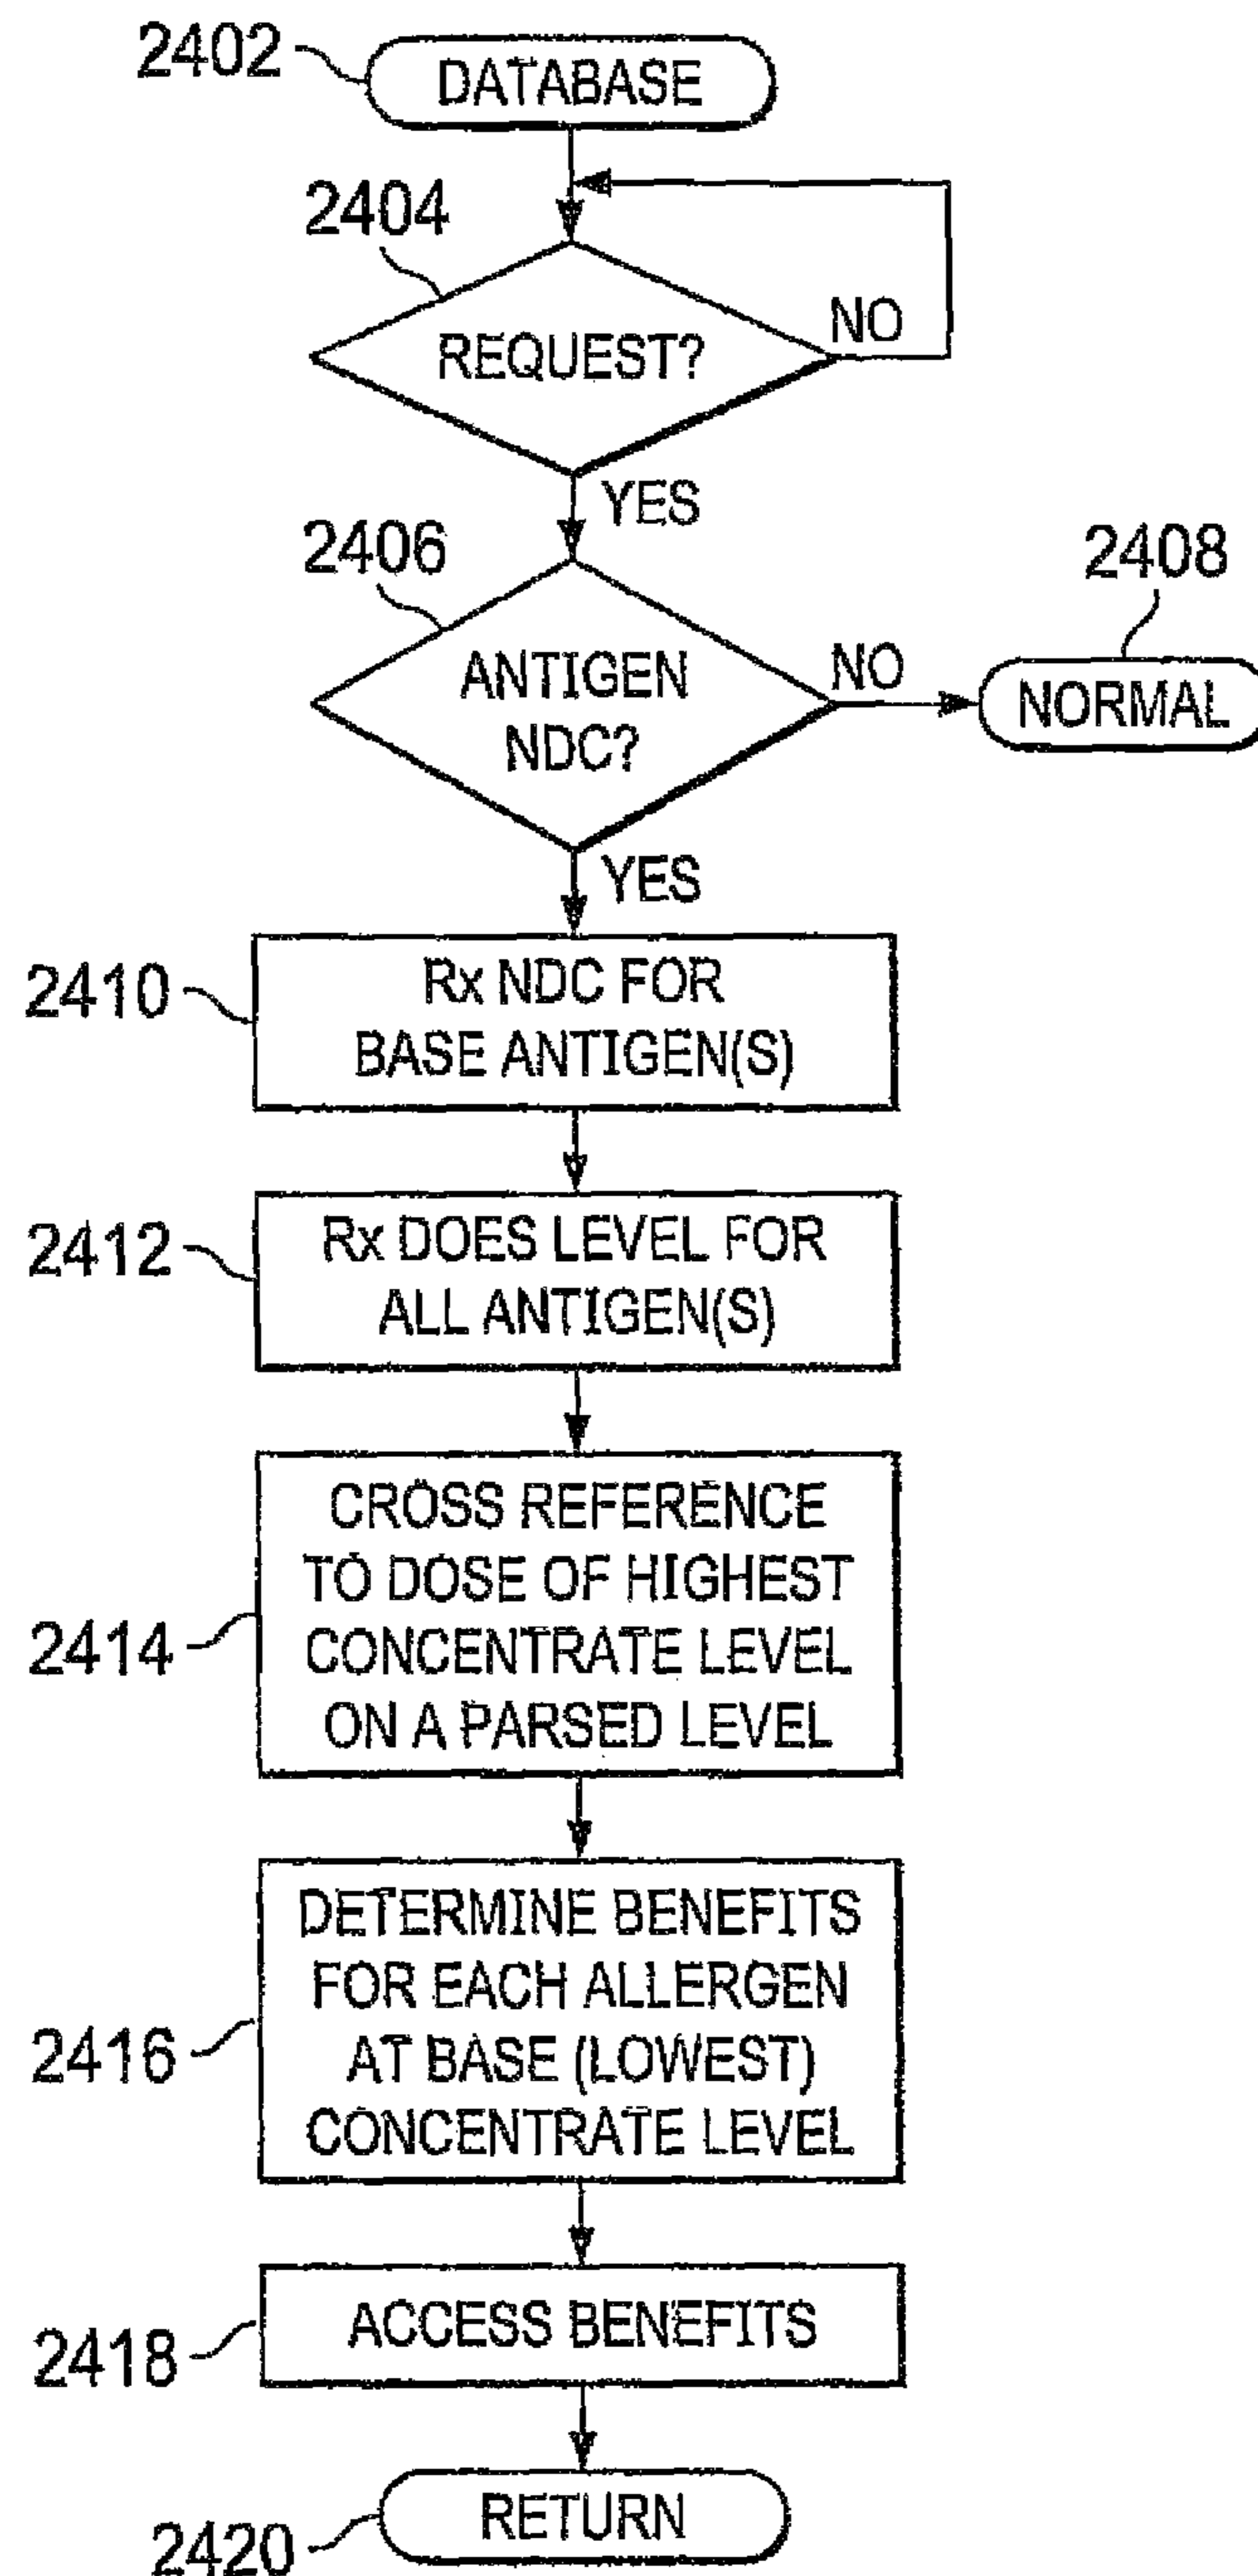 2402
DATABASE
2404
REQUEST?
NO
YES
2406
ANTIGEN
NDC?
NO
2408
NORMAL
YES
2410
Rx NDC FOR
BASE ANTIGEN(S)
2412
Rx DOES LEVEL FOR
ALL ANTIGEN(S)
2414
CROSS REFERENCE
TO DOSE OF HIGHEST
CONCENTRATE LEVEL
ON A PARSED LEVEL
2416
DETERMINE BENEFITS
FOR EACH ALLERGEN
AT BASE (LOWEST)
CONCENTRATE LEVEL
2418
ACCESS BENEFITS
2420
RETURN